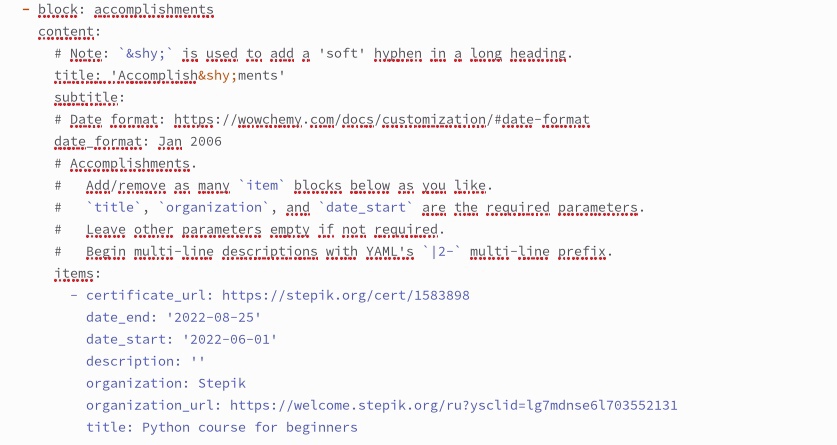 - block: accomplishments
content:
# Note: `&shy;` is used to add a 'soft' hyphen in a long heading.
title: 'Accomplish&shy;ments'
subtitle:
# Date format: https://wowchemy.com/docs/customization/#date-format
date_format: Jan 2006
# Accomplishments.
#   Add/remove as many `item` blocks below as you like.
#   `title`, `organization`, and `date_start` are the required parameters.
#   Leave other parameters empty if not required.
#   Begin multi-line descriptions with YAML's `|2-` multi-line prefix.
items:
- certificate_url: https://stepik.org/cert/1583898
date_end: '2022-08-25'
date_start: '2022-06-01'
description: ''
organization: Stepik
organization_url: https://welcome.stepik.org/ru?ysclid=lg7mdnse6l703552131
title: Python course for beginners